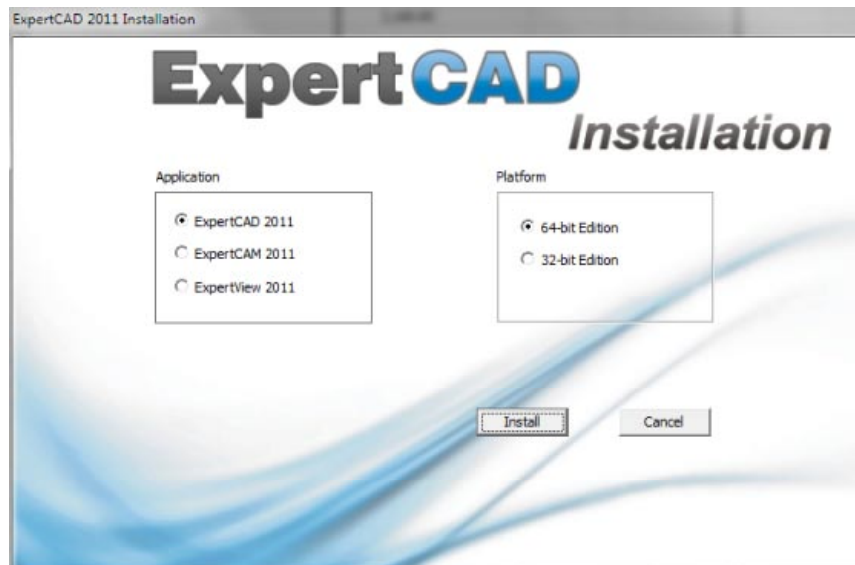 ExpertCAD 2011 Installation
ExpertCAD
Installation
Application
ExpertCAD 2011
ExpertCAM 2011
ExpertView 2011
Platform
64-bit Edition
32-bit Edition
Install
Cancel